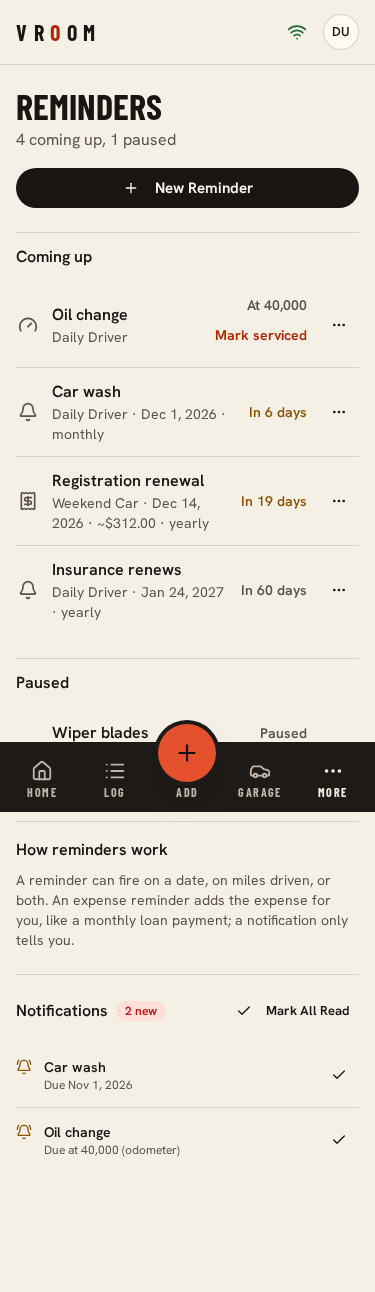 VROOM
DU
REMINDERS
4 coming up, 1 paused
+ New Reminder
Coming up
Oil change
Daily Driver
At 40,000
Mark serviced
Car wash
Daily Driver · Dec 1, 2026 ·
monthly
In 6 days
Registration renewal
Weekend Car · Dec 14,
2026 · ~$312.00 · yearly
In 19 days
Insurance renews
Daily Driver · Jan 24, 2027
· yearly
In 60 days
Paused
Wiper blades
Paused
HOME
LOG
ADD
GARAGE
MORE
How reminders work
A reminder can fire on a date, on miles driven, or
both. An expense reminder adds the expense for
you, like a monthly loan payment; a notification only
tells you.
Notifications
2 new
Mark All Read
Car wash
Due Nov 1, 2026
Oil change
Due at 40,000 (odometer)